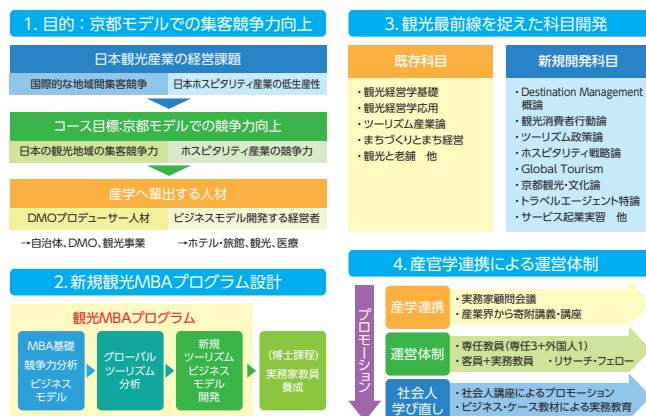 1. 目的：京都モデルでの集客競争力向上
日本観光産業の経営課題
国際的な地域間集客競争
日本ホスピタリティ産業の低生産性
コース目標:京都モデルでの競争力向上
日本の観光地域の集客競争力
ホスピタリティ産業の競争力
産学へ輩出する人材
DMOプロデューサー人材
ビジネスモデル開発する経営者
→自治体、DMO、観光事業
→ホテル・旅館、観光、医療
2.新規観光MBAプログラム設計
観光MBAプログラム
MBA基礎
競争力分析
ビジネス
モデル
グローバル
ツーリズム
分析
新規
ツーリズム
ビジネス
モデル
開発
(博士課程)
実務家教員
養成
3.観光最前線を捉えた科目開発
既存科目
・観光経営学基礎
・観光経営学応用
・ツーリズム産業論
・まちづくりとまち経営
・観光と老舗　他
新規開発科目
・Destination Management
概論
・観光消費者行動論
・ツーリズム政策論
・ホスピタリティ戦略論
・Global Tourism
・京都観光・文化論
・トラベルエージェント特論
・サービス起業実習　他
4.産官学連携による運営体制
プロモーション
産学連携
・実務家顧問会議
・産業界から寄附講義・講座
運営体制
・専任教員(専任3+外国人1)
・客員+実務教員　・リサーチ・フェロー
社会人
学び直し
・社会人講座によるプロモーション
・ビジネス・ケース教材による実務教育